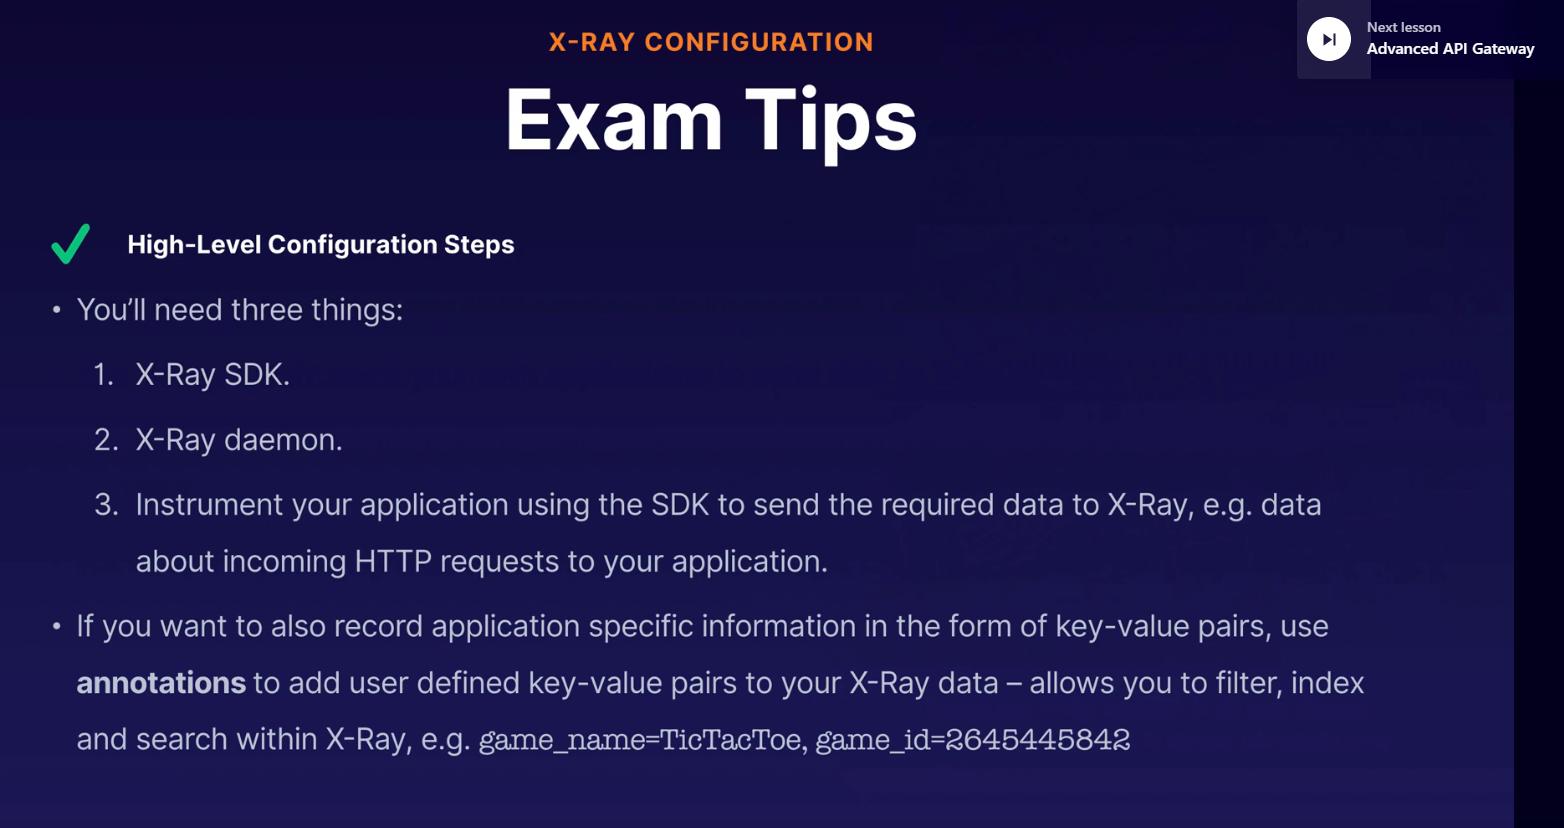 X-RAY CONFIGURATION
Next lesson
Advanced API Gateway
Exam Tips
High-Level Configuration Steps
• You’ll need three things:
1. X-Ray SDK.
2. X-Ray daemon.
3. Instrument your application using the SDK to send the required data to X-Ray, e.g. data
about incoming HTTP requests to your application.
• If you want to also record application specific information in the form of key-value pairs, use
annotations to add user defined key-value pairs to your X-Ray data – allows you to filter, index
and search within X-Ray, e.g. game_name=TicTacToe, game_id=2645445842